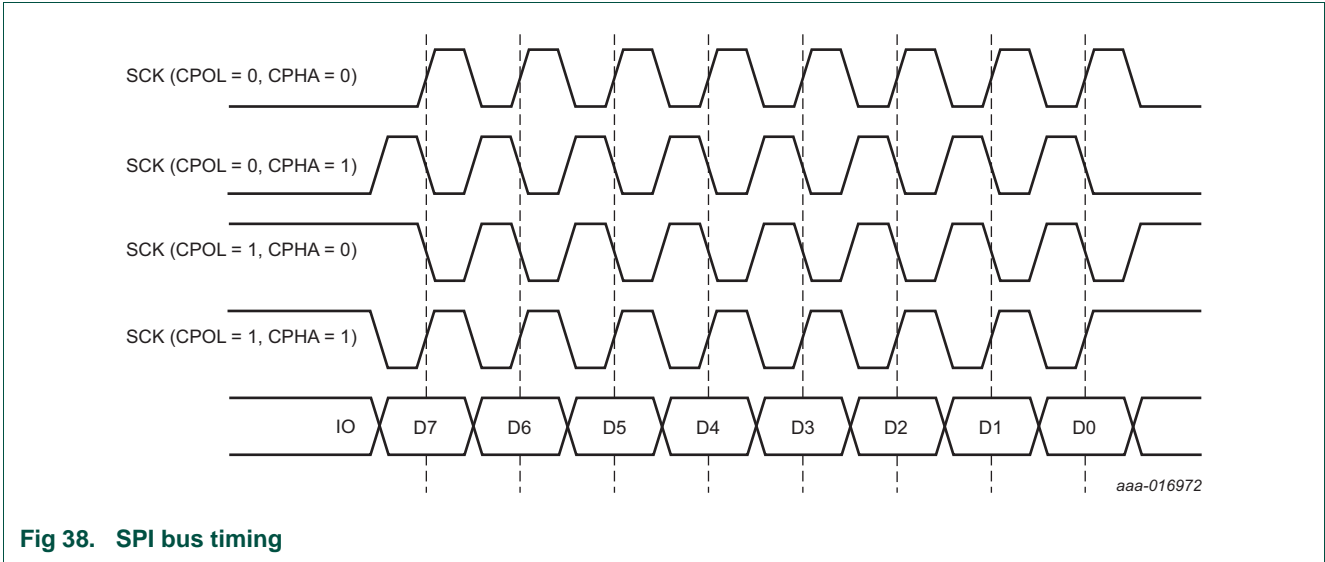 SCK (CPOL = 0, CPHA = 0)
SCK (CPOL = 0, CPHA = 1)
SCK (CPOL = 1, CPHA = 0)
SCK (CPOL = 1, CPHA = 1)
IO D7 D6 D5 D4 D3 D2 D1 D0
aaa-016972
Fig 38. SPI bus timing